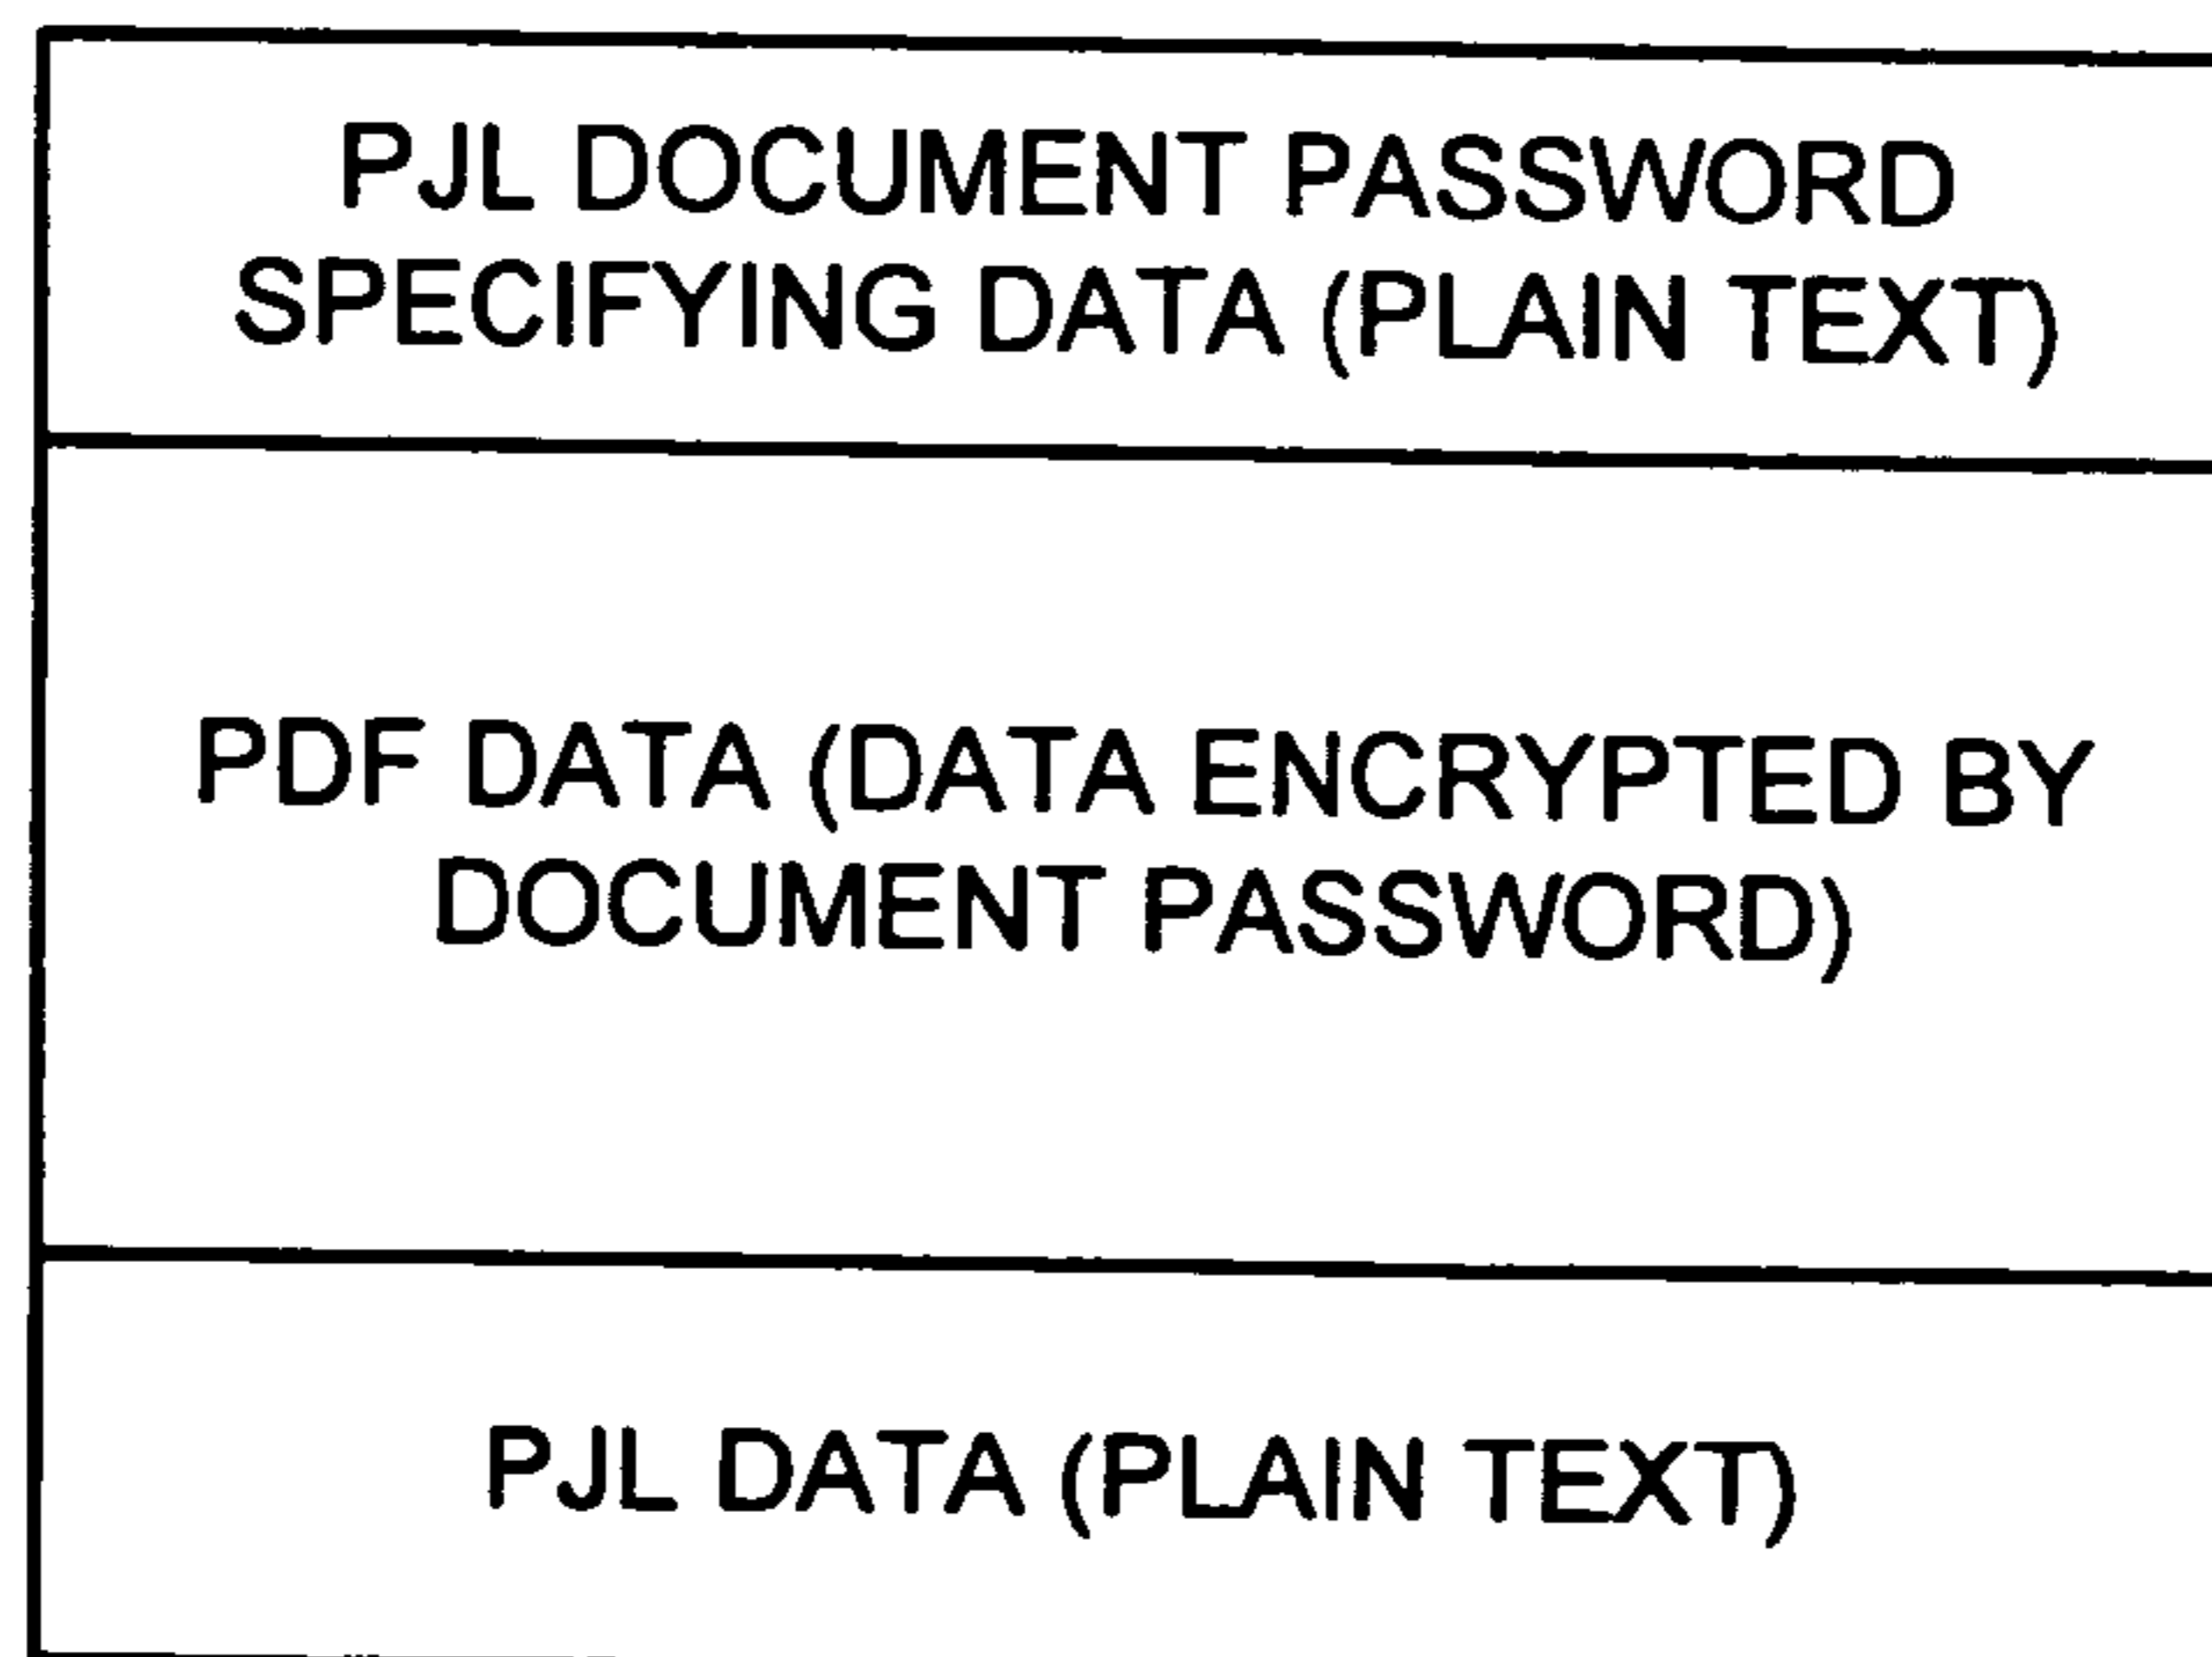 PJL DOCUMENT PASSWORD
SPECIFYING DATA (PLAIN TEXT)
PDF DATA (DATA ENCRYPTED BY
DOCUMENT PASSWORD)
PJL DATA (PLAIN TEXT)